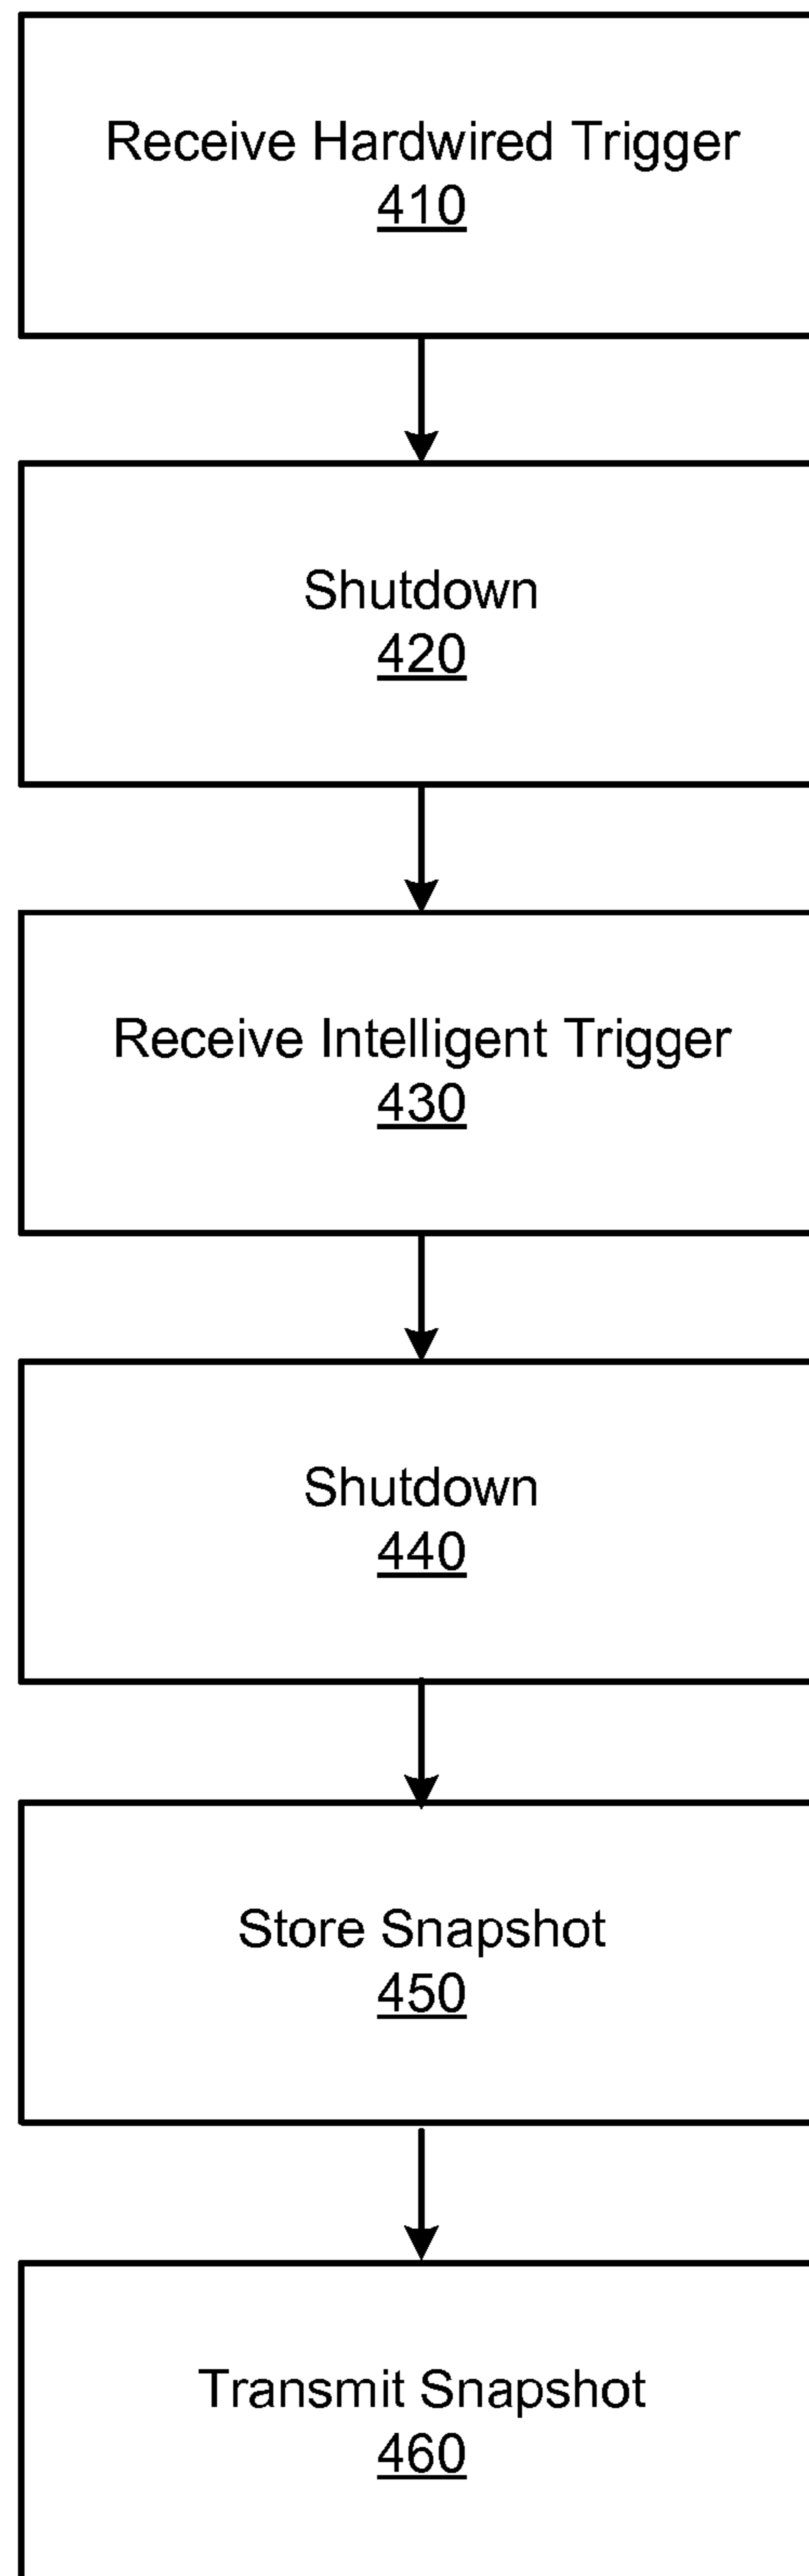 Receive Hardwired Trigger
410
Shutdown
420
Receive Intelligent Trigger
430
Shutdown
440
Store Snapshot
450
Transmit Snapshot
460